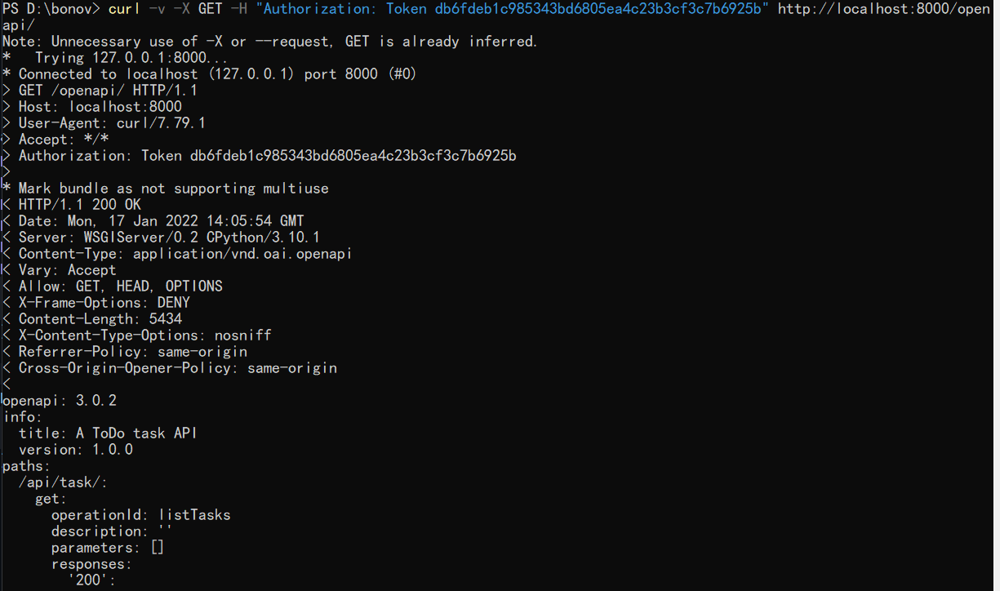 PS D:\bonov> curl -v -X GET -H "Authorization: Token db6fdeb1c985343bd6805ea4c23b3cf3c7b6925b" http://localhost:8000/open
api/
Note: Unnecessary use of -X or --request, GET is already inferred.
*   Trying 127.0.0.1:8000...
* Connected to localhost (127.0.0.1) port 8000 (#0)
> GET /openapi/ HTTP/1.1
> Host: localhost:8000
> User-Agent: curl/7.79.1
> Accept: */*
> Authorization: Token db6fdeb1c985343bd6805ea4c23b3cf3c7b6925b
>
* Mark bundle as not supporting multiuse
< HTTP/1.1 200 OK
< Date: Mon, 17 Jan 2022 14:05:54 GMT
< Server: WSGIServer/0.2 CPython/3.10.1
< Content-Type: application/vnd.oai.openapi
< Vary: Accept
< Allow: GET, HEAD, OPTIONS
< X-Frame-Options: DENY
< Content-Length: 5434
< X-Content-Type-Options: nosniff
< Referrer-Policy: same-origin
< Cross-Origin-Opener-Policy: same-origin
<
openapi: 3.0.2
info:
  title: A ToDo task API
  version: 1.0.0
paths:
  /api/task/:
    get:
      operationId: listTasks
      description: ''
      parameters: []
      responses:
        '200':